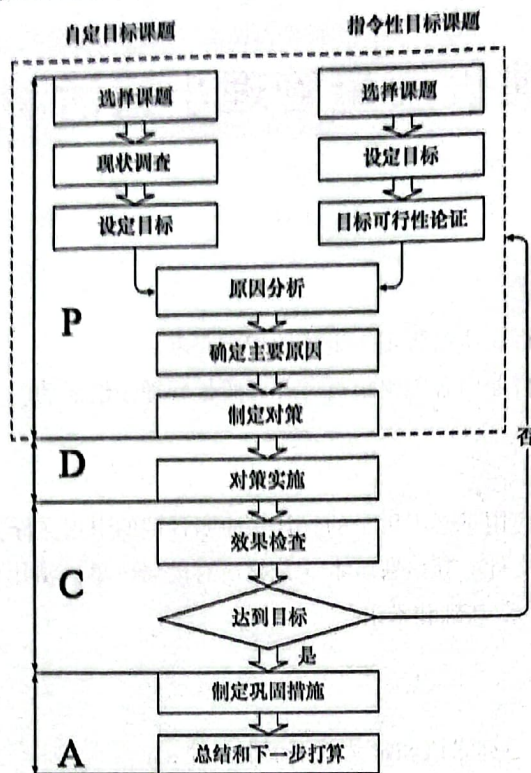 自定目标课题
指令性目标课题
选择课题
现状调查
设定目标
选择课题
设定目标
目标可行性论证
原因分析
确定主要原因
制定对策
P
对策实施
D
否
效果检查
达到目标
C
是
制定巩固措施
总结和下一步打算
A